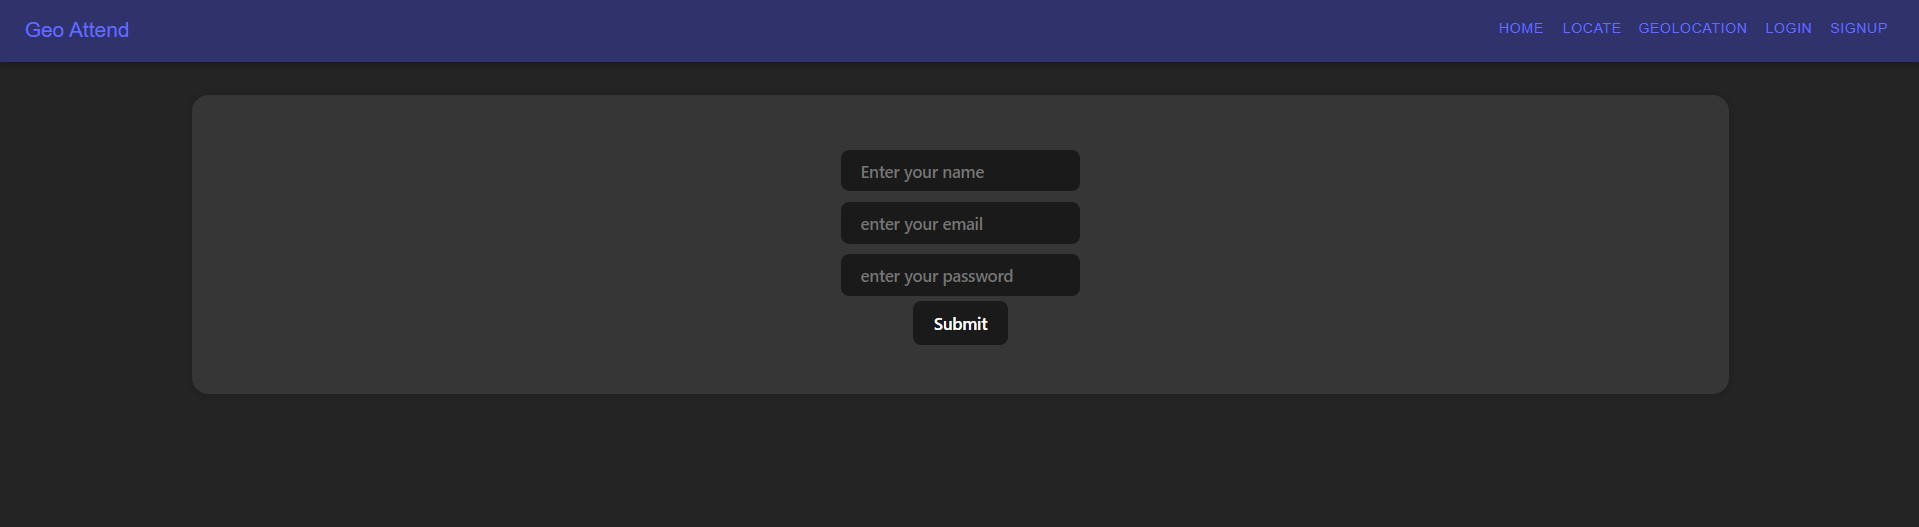 Geo Attend HOME LOCATE GEOLOCATION LOGIN SIGNUP
Enter your name
enter your email
enter your password
Submit